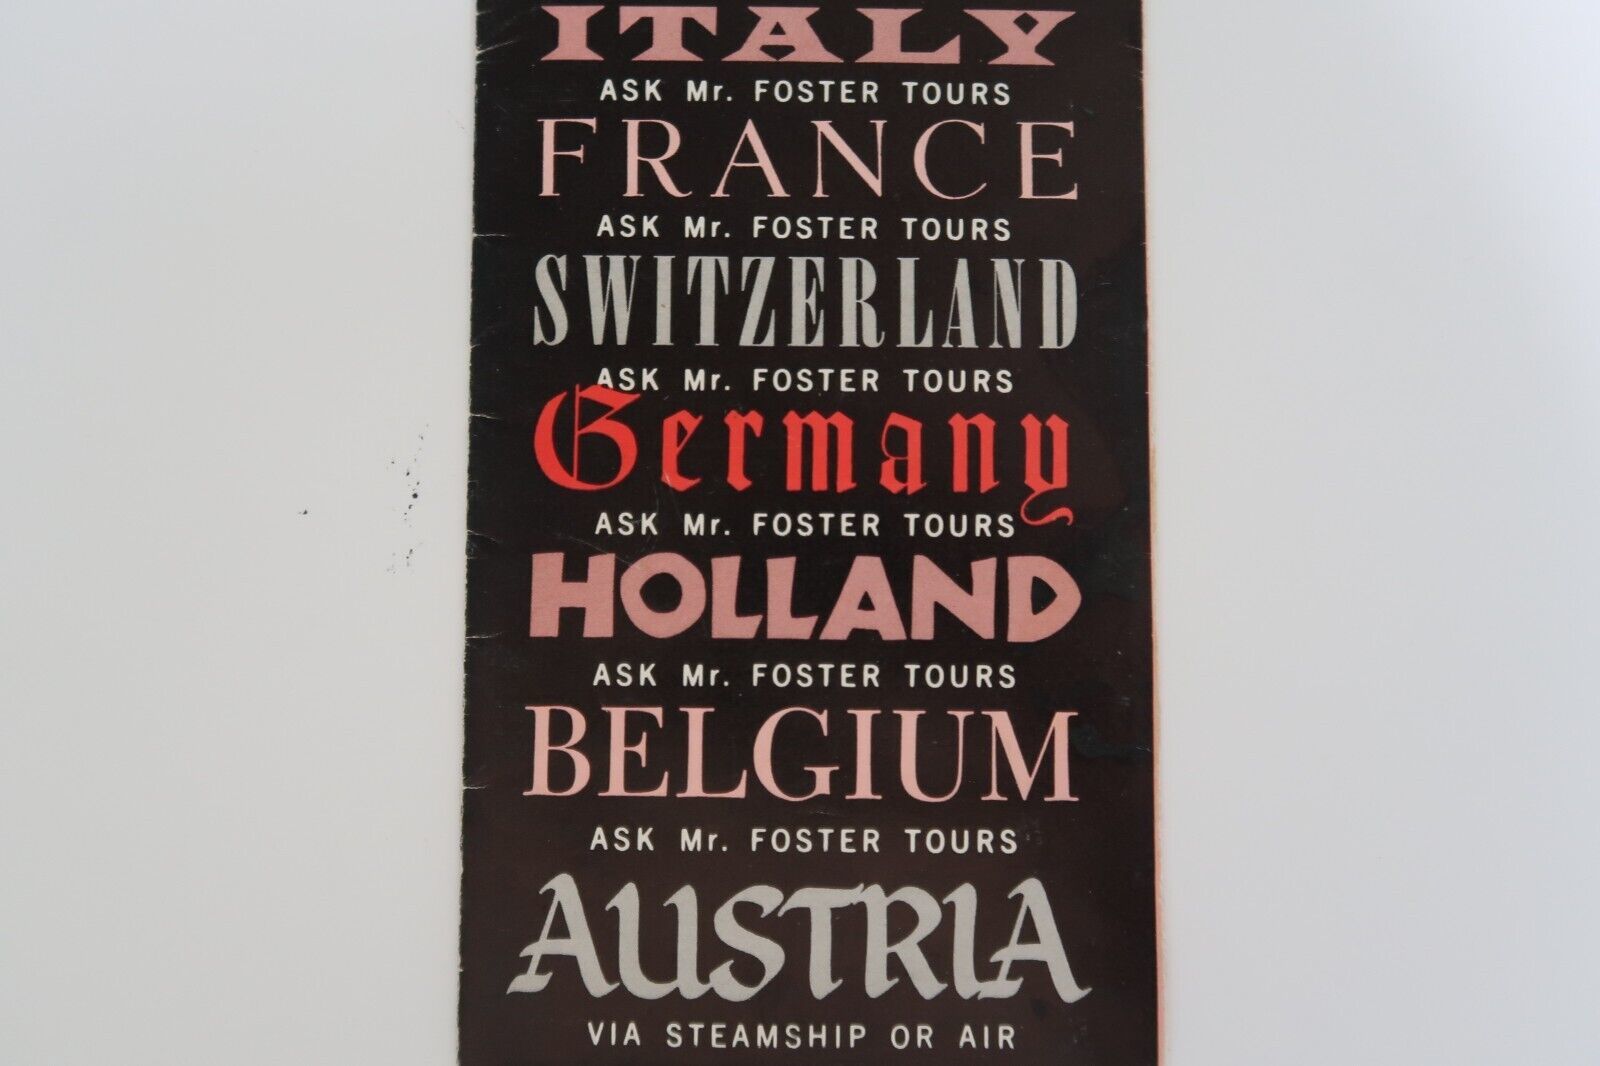 ITALY
ASK Mr. FOSTER TOURS
FRANCE
ASK Mr. FOSTER TOURS
SWITZERLAND
ASK Mr. FOSTER TOURS
Germany
ASK Mr. FOSTER TOURS
HOLLAND
ASK Mr. FOSTER TOURS
BELGIUM
ASK Mr. FOSTER TOURS
AUSTRIA
VIA STEAMSHIP OR AIR